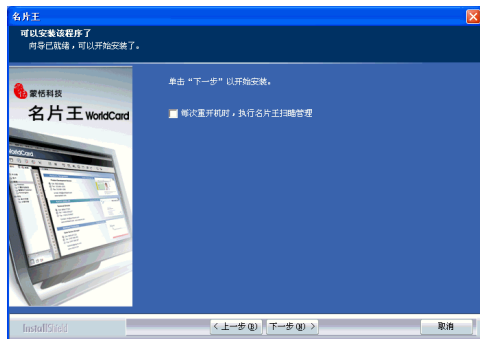 名片王
可以安装该程序了
向导已就绪，可以开始安装了。
单击“下一步”以开始安装。
蒙恬科技
名片王 WorldCard
每次重开机时，执行名片王扫瞄管理
WorldCard
InstallShield
< 上一步(B)
下一步(N) >
取消